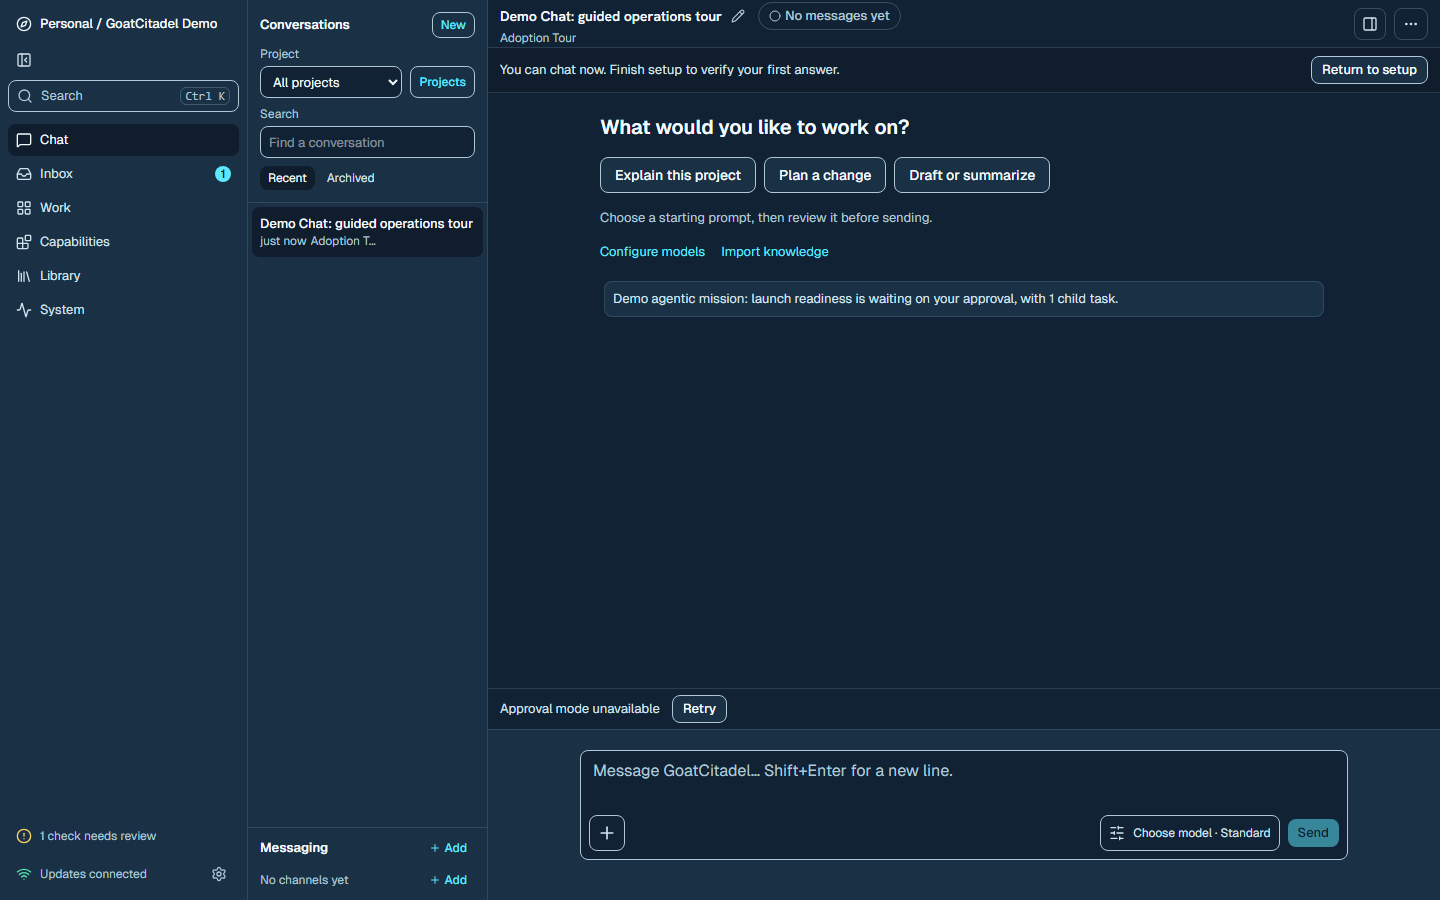 Personal / GoatCitadel Demo
Search
Ctrl K
Chat
Inbox
1
Work
Capabilities
Library
System
1 check needs review
Updates connected
Conversations
New
Project
All projects
Projects
Search
Find a conversation
Recent
Archived
Demo Chat: guided operations tour
just now Adoption T...
Messaging
+ Add
No channels yet
+ Add
Demo Chat: guided operations tour
No messages yet
Adoption Tour
You can chat now. Finish setup to verify your first answer.
Return to setup
What would you like to work on?
Explain this project
Plan a change
Draft or summarize
Choose a starting prompt, then review it before sending.
Configure models
Import knowledge
Demo agentic mission: launch readiness is waiting on your approval, with 1 child task.
Approval mode unavailable
Retry
Message GoatCitadel... Shift+Enter for a new line.
Choose model · Standard
Send